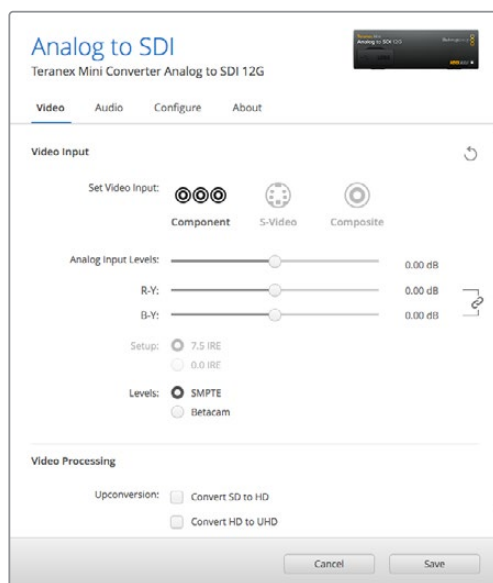 Analog to SDI
Teranex Mini Converter Analog to SDI 12G
Video Audio Configure About
Video Input
Set Video Input:
Component S-Video Composite
Analog Input Levels: 0.00 dB
R-Y: 0.00 dB
B-Y: 0.00 dB
Setup: 7.5 IRE
0.0 IRE
Levels: SMPTE
Betacam
Video Processing
Upconversion: Convert SD to HD
Convert HD to UHD
Cancel Save